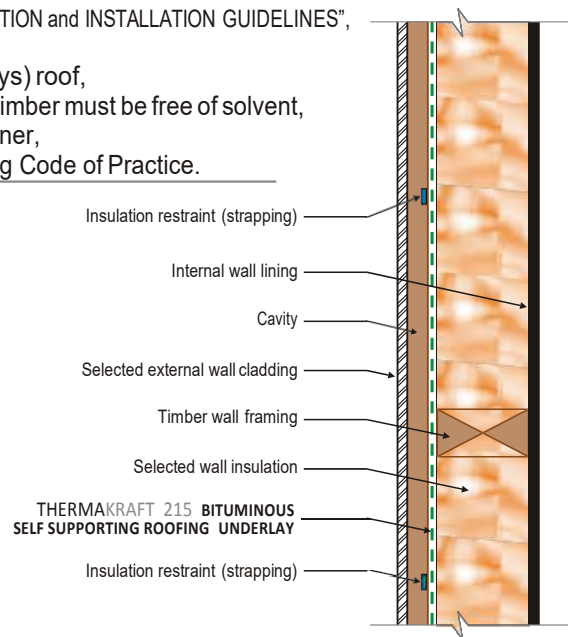 TION and INSTALLATION GUIDELINES”,
ys) roof,
imber must be free of solvent,
ner,
g Code of Practice.
Insulation restraint (strapping)
Internal wall lining
Cavity
Selected external wall cladding
Timber wall framing
Selected wall insulation
THERMAKRAFT 215 BITUMINOUS
SELF SUPPORTING ROOFING UNDERLAY
Insulation restraint (strapping)